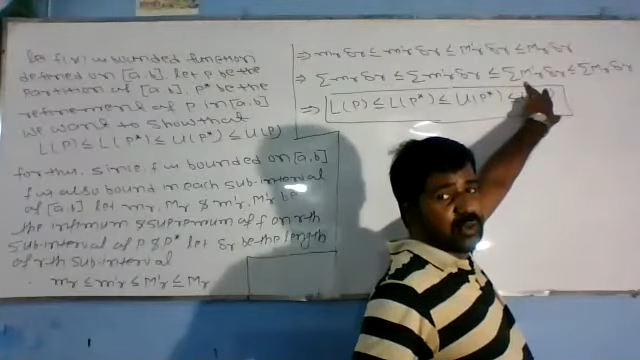 let f(x) is bounded function
defined on [a,b]. let P be the
partition of [a,b], P* be the
refinement of P in [a,b]
we want to show that
L(P) ≤ L(P*) ≤ U(P*) ≤ U(P)
for this, since, f is bounded on [a,b]
f is also bound in each sub-interval
of [a,b] let mr, Mr & m'r, M'r be
the infimum & supremum of f on rth
sub-interval of P & P* let δr be the length
of rth sub-interval
∴ mr ≤ m'r ≤ M'r ≤ Mr
⇒ mr δr ≤ m'r δr ≤ M'r δr ≤ Mr δr
⇒ ∑ mr δr ≤ ∑ m'r δr ≤ ∑ M'r δr ≤ ∑ Mr δr
⇒ L(P) ≤ L(P*) ≤ U(P*) ≤